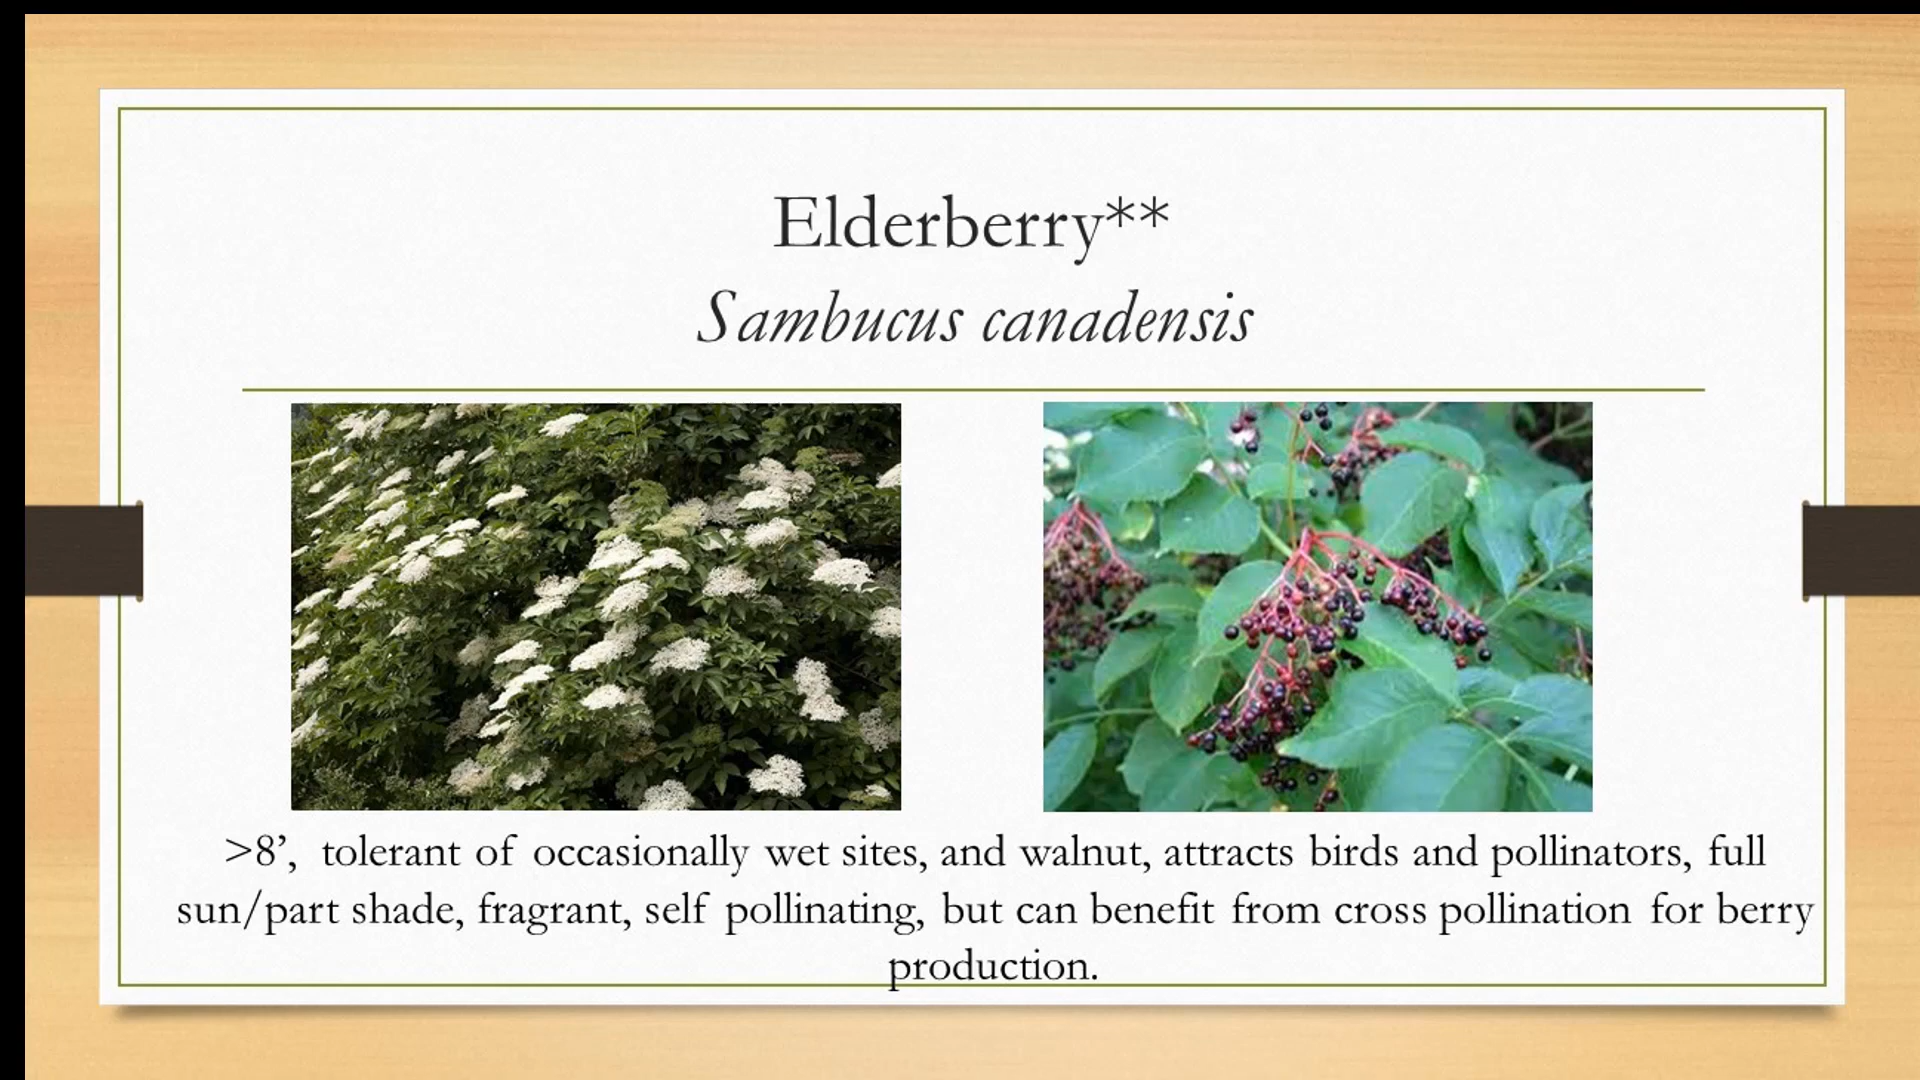 Elderberry**
Sambucus canadensis
>8’, tolerant of occasionally wet sites, and walnut, attracts birds and pollinators, full
sun/part shade, fragrant, self pollinating, but can benefit from cross pollination for berry
production.